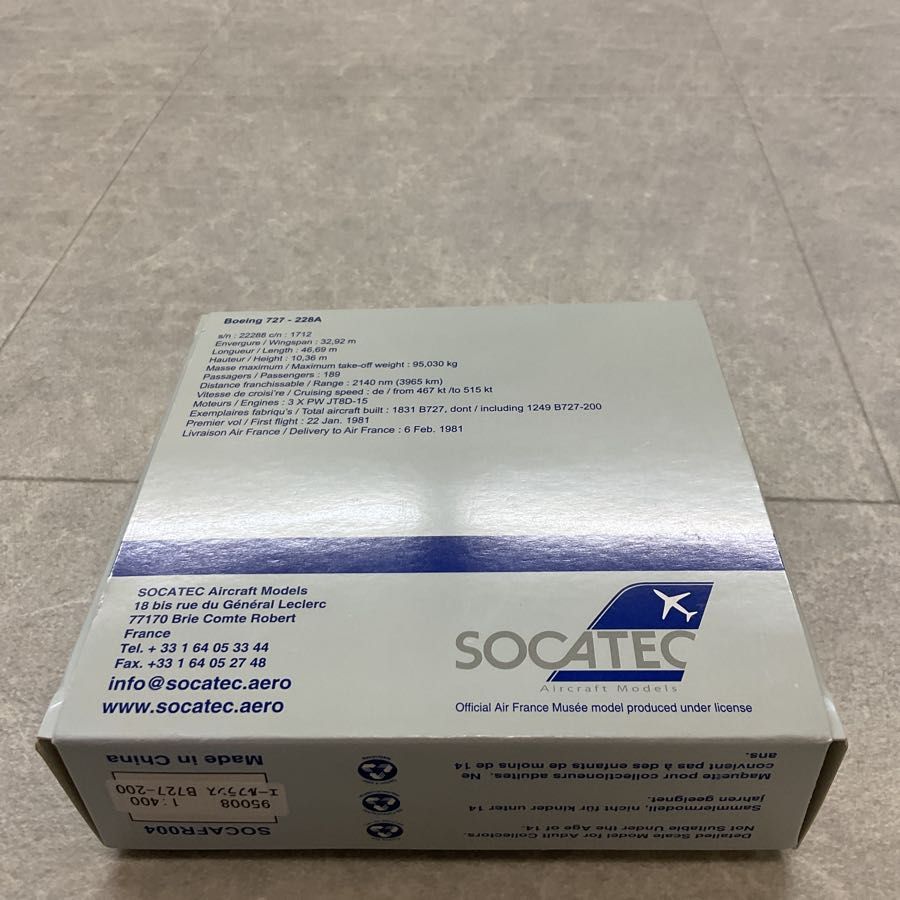 Boeing 727 - 228A
s/n : 22288 c/n : 1712
Envergure / Wingspan : 32,92 m
Longueur / Length : 46,69 m
Hauteur / Height : 10,36 m
Masse maximum / Maximum take-off weight : 95,030 kg
Passagers / Passengers : 189
Distance franchissable / Range : 2140 nm (3965 km)
Vitesse de croisi're / Cruising speed : de / from 467 kt /to 515 kt
Moteurs / Engines : 3 X PW JT8D-15
Exemplaires fabriqu's / Total aircraft built : 1831 B727, dont / including 1249 B727-200
Premier vol / First flight : 22 Jan. 1981
Livraison Air France / Delivery to Air France : 6 Feb. 1981
SOCATEC Aircraft Models
18 bis rue du Général Leclerc
77170 Brie Comte Robert
France
Tel. + 33 1 64 05 33 44
Fax. +33 1 64 05 27 48
info@socatec.aero
www.socatec.aero
SOCATEC
Aircraft Models
Official Air France Musée model produced under license
Detailed Scale Model for Adult Collectors.
Not Suitable Under the Age of 14.
Sammlermodell, nicht für kinder unter 14
jahren geeignet.
Maquette pour collectioneurs adultes. Ne
convient pas à des enfants de moins de 14
ans.
SOCAFR004
95008
1:400
エールフランス B727-200
Made in China